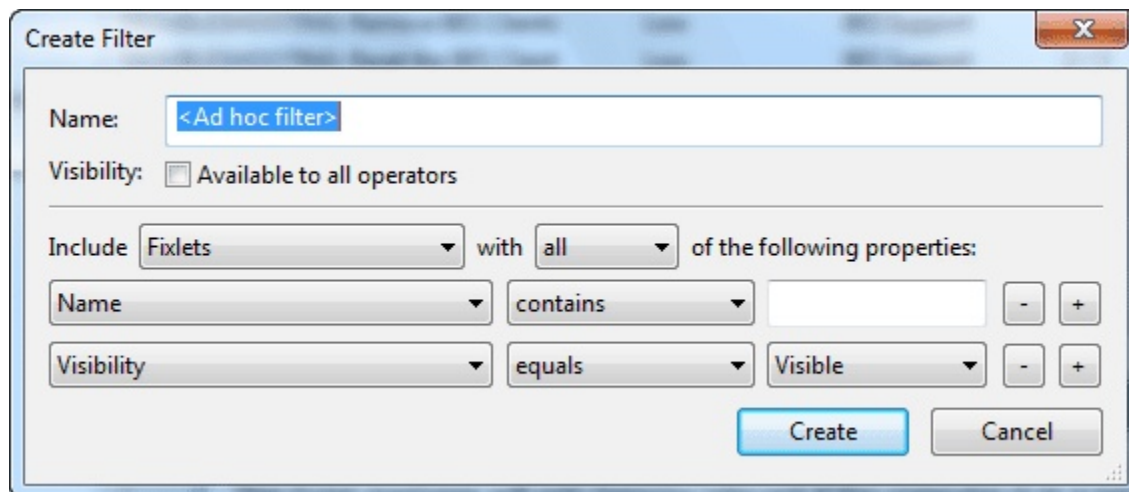 Create Filter
Name: <Ad hoc filter>
Visibility: Available to all operators
Include Fixlets with all of the following properties:
Name contains - +
Visibility equals Visible - +
Create Cancel